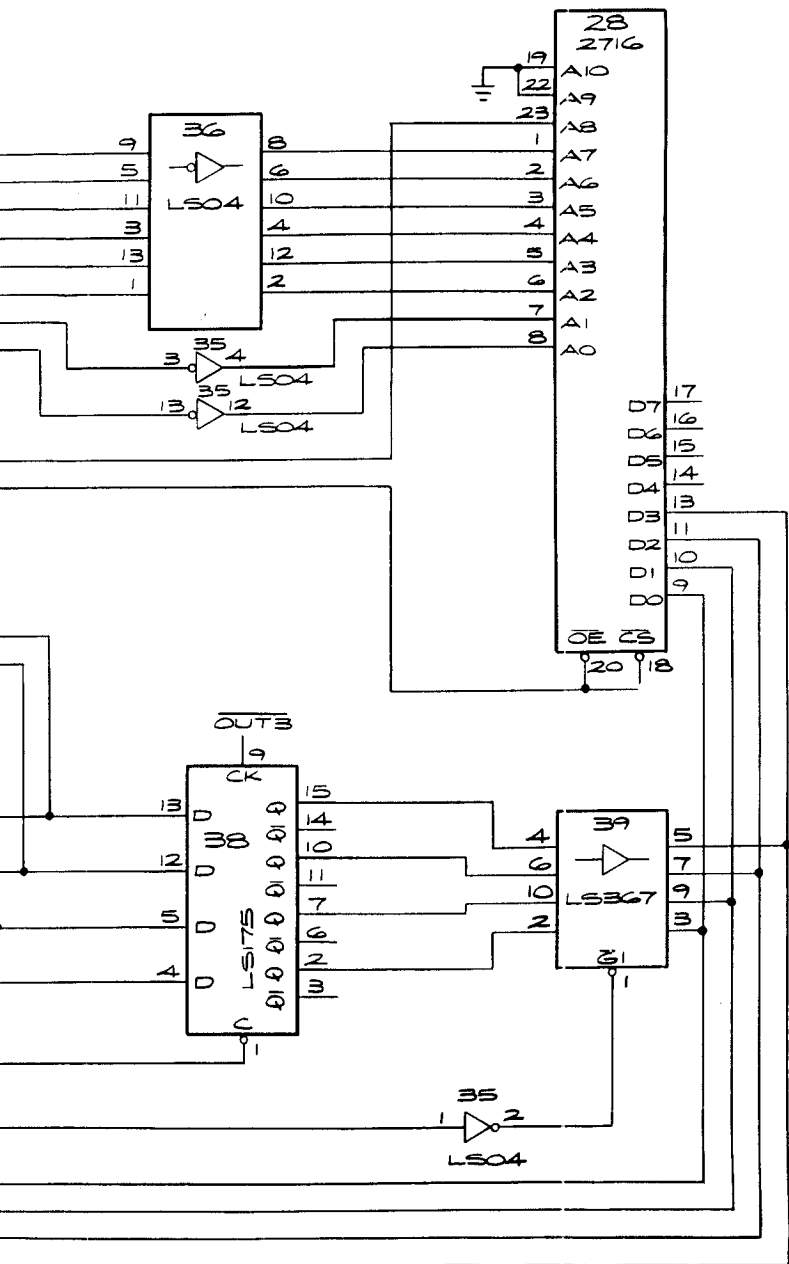 28
2716
19
A10
22
A9
23
A8
1
A7
2
A6
3
A5
4
A4
5
A3
6
A2
7
A1
8
A0
36
LS04
9
5
11
3
13
1
8
6
10
4
12
2
35
3
4
LS04
35
13
12
LS04
D7
17
D6
16
D5
15
D4
14
D3
13
D2
11
D1
10
D0
9
OE
CS
20
18
OUT3
9
CK
13
D
Q
15
38
Q
14
12
D
Q
10
Q
11
5
D
Q
7
LS175
Q
6
4
D
Q
2
Q
3
C
1
39
LS367
4
6
10
2
5
7
9
3
G1
1
35
1
2
LS04